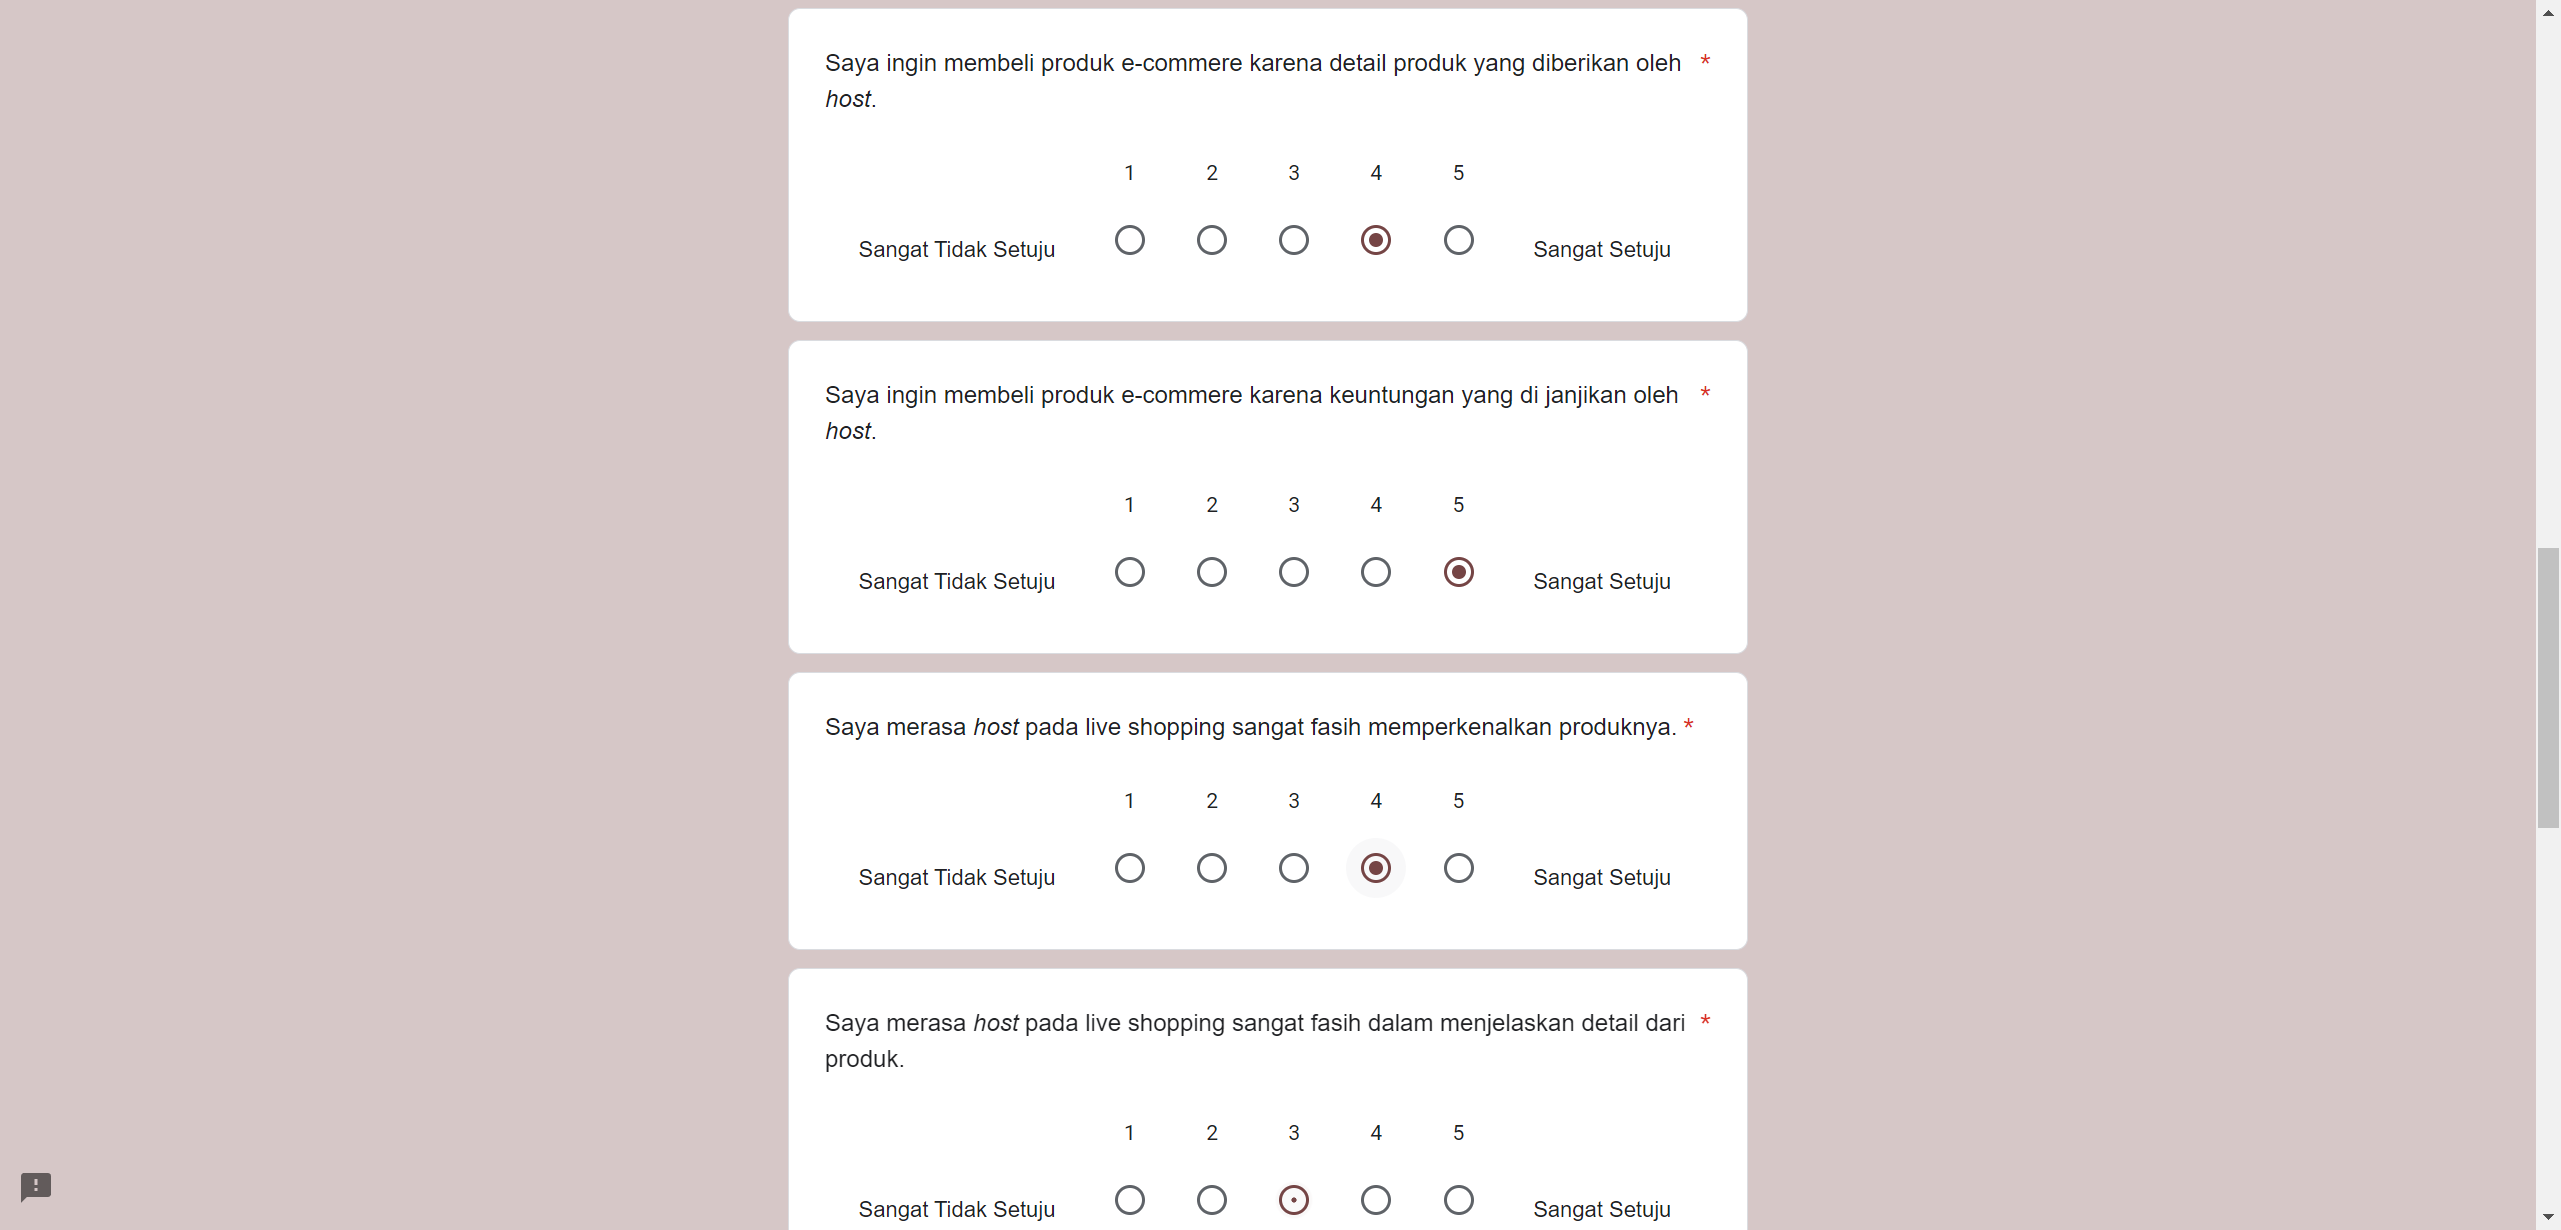 Saya ingin membeli produk e-commere karena detail produk yang diberikan oleh *
host.
1 2 3 4 5
Sangat Tidak Setuju Sangat Setuju
Saya ingin membeli produk e-commere karena keuntungan yang di janjikan oleh *
host.
1 2 3 4 5
Sangat Tidak Setuju Sangat Setuju
Saya merasa host pada live shopping sangat fasih memperkenalkan produknya. *
1 2 3 4 5
Sangat Tidak Setuju Sangat Setuju
Saya merasa host pada live shopping sangat fasih dalam menjelaskan detail dari *
produk.
1 2 3 4 5
Sangat Tidak Setuju Sangat Setuju